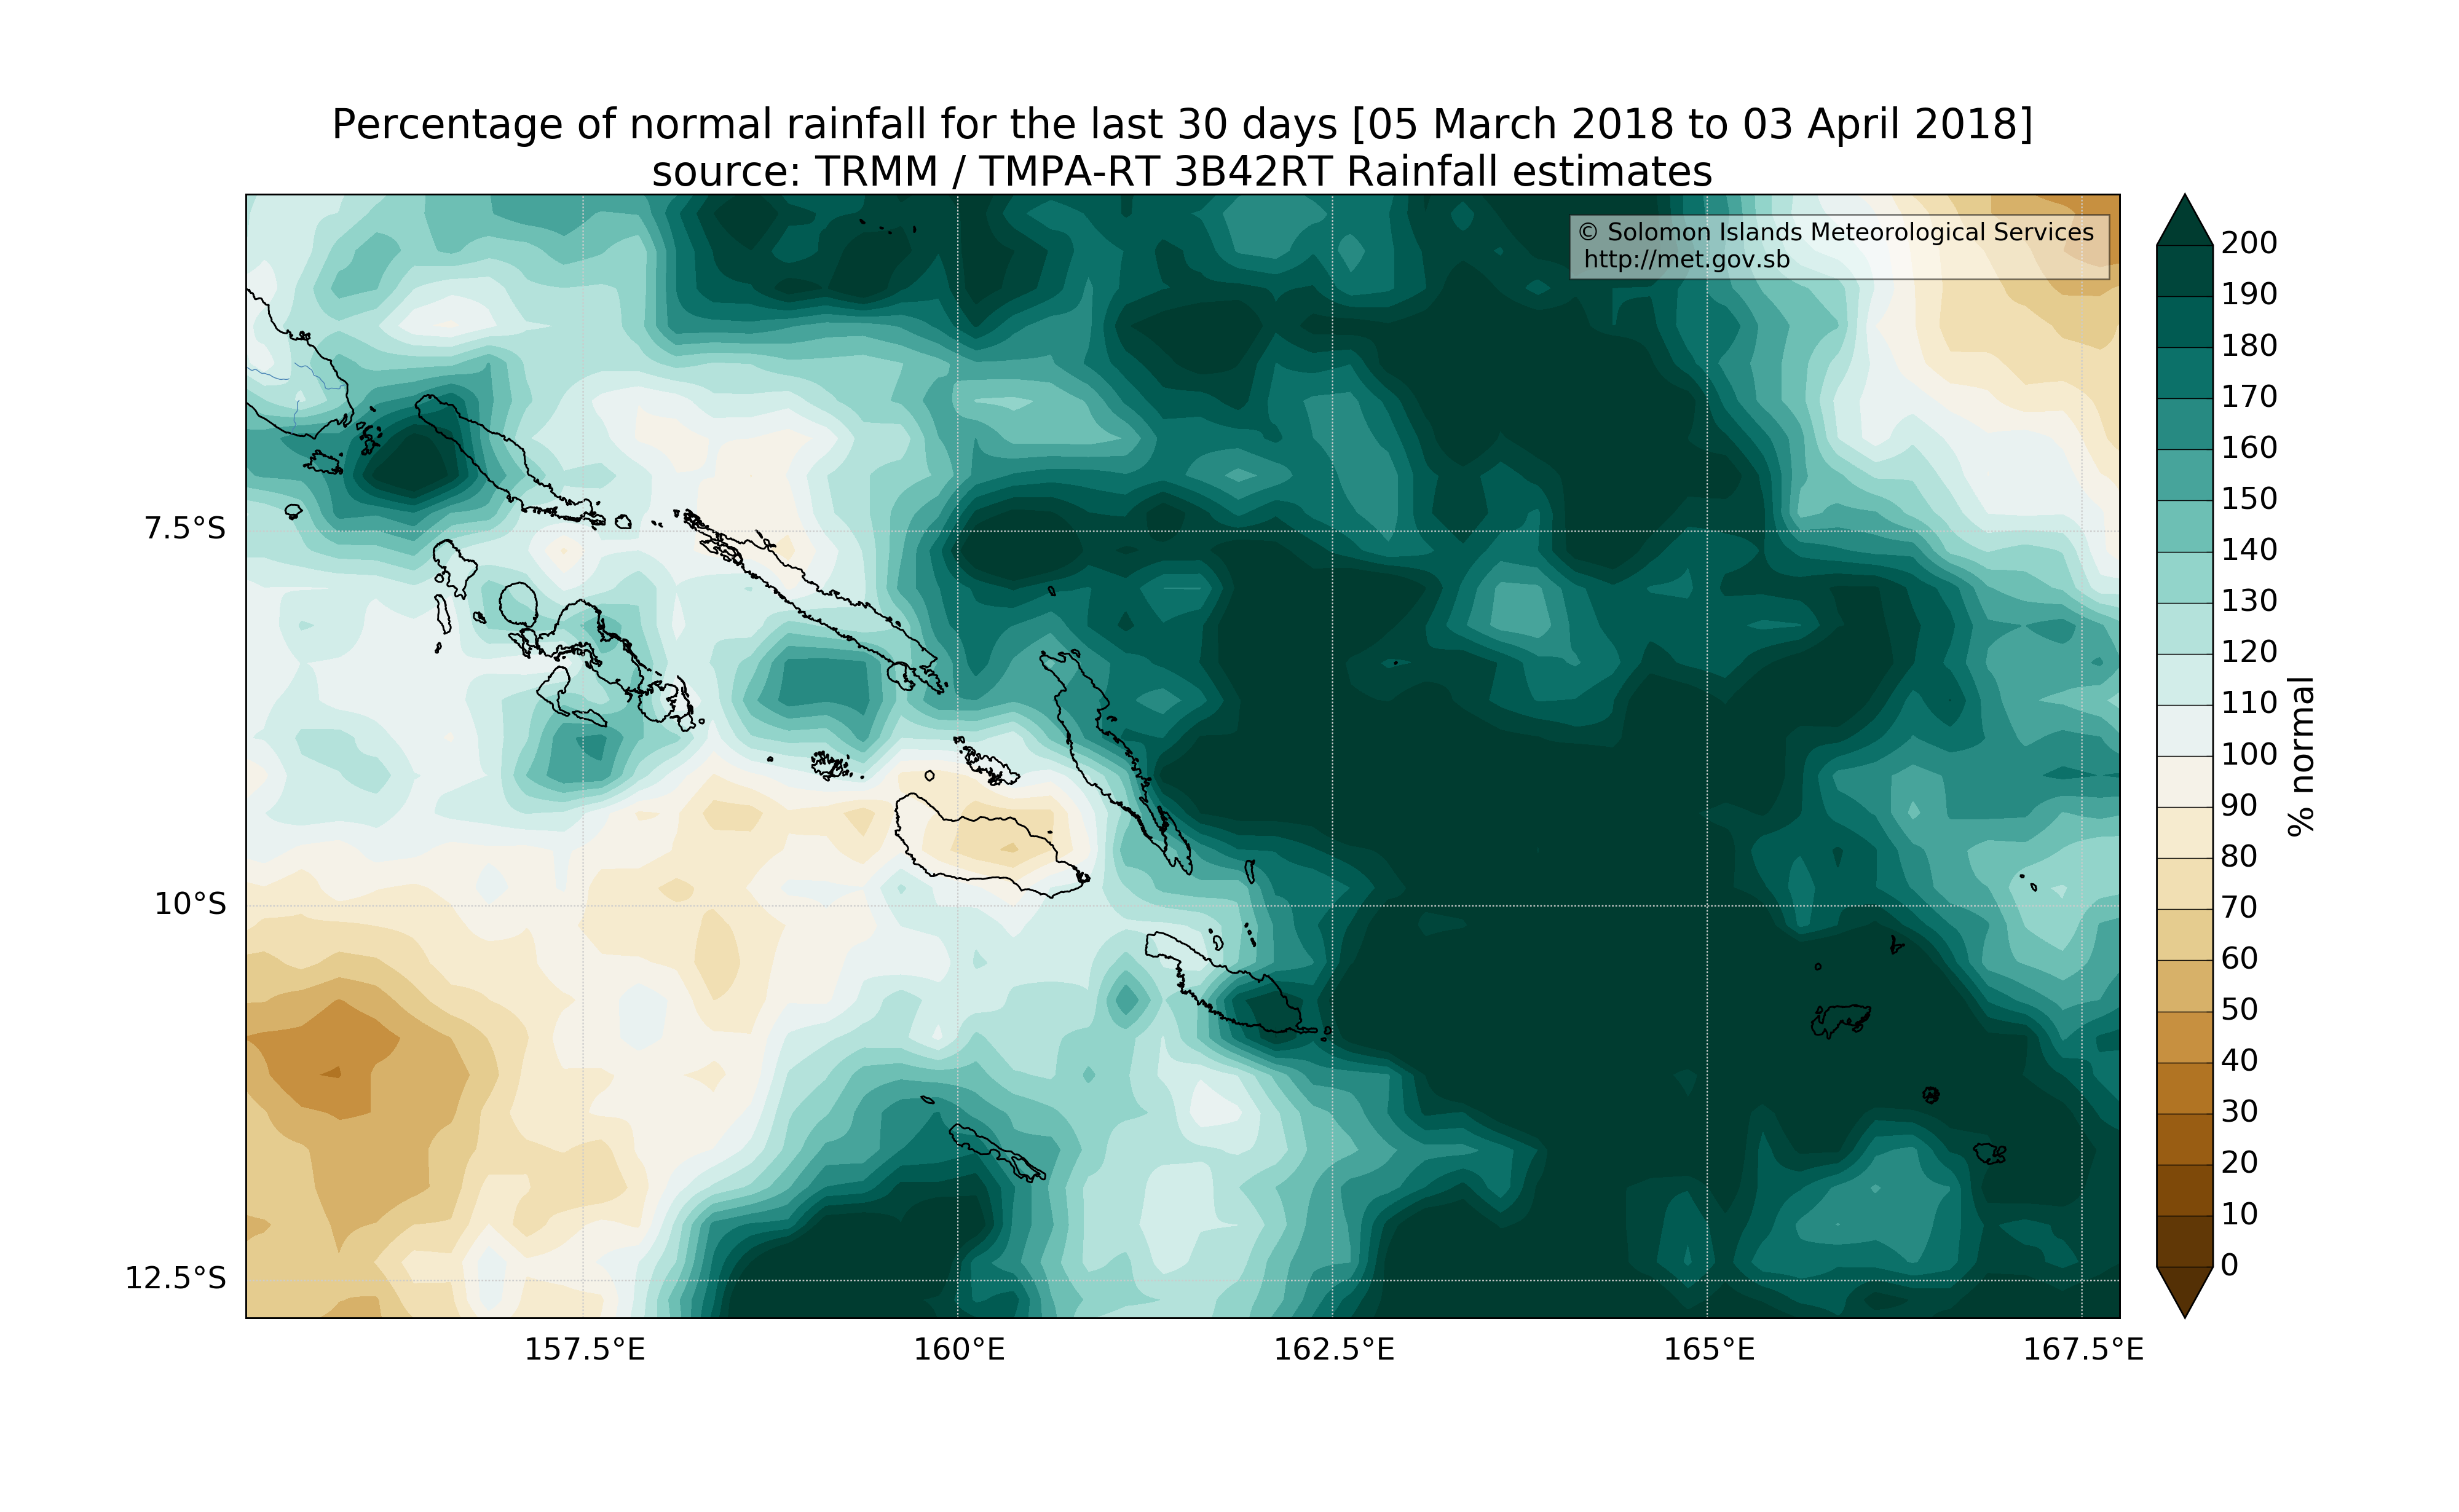 Percentage of normal rainfall for the last 30 days [05 March 2018 to 03 April 2018]
source: TRMM / TMPA-RT 3B42RT Rainfall estimates
© Solomon Islands Meteorological Services
http://met.gov.sb
7.5°S
10°S
12.5°S
157.5°E
160°E
162.5°E
165°E
167.5°E
200
190
180
170
160
150
140
130
120
110
100
90
80
70
60
50
40
30
20
10
0
% normal